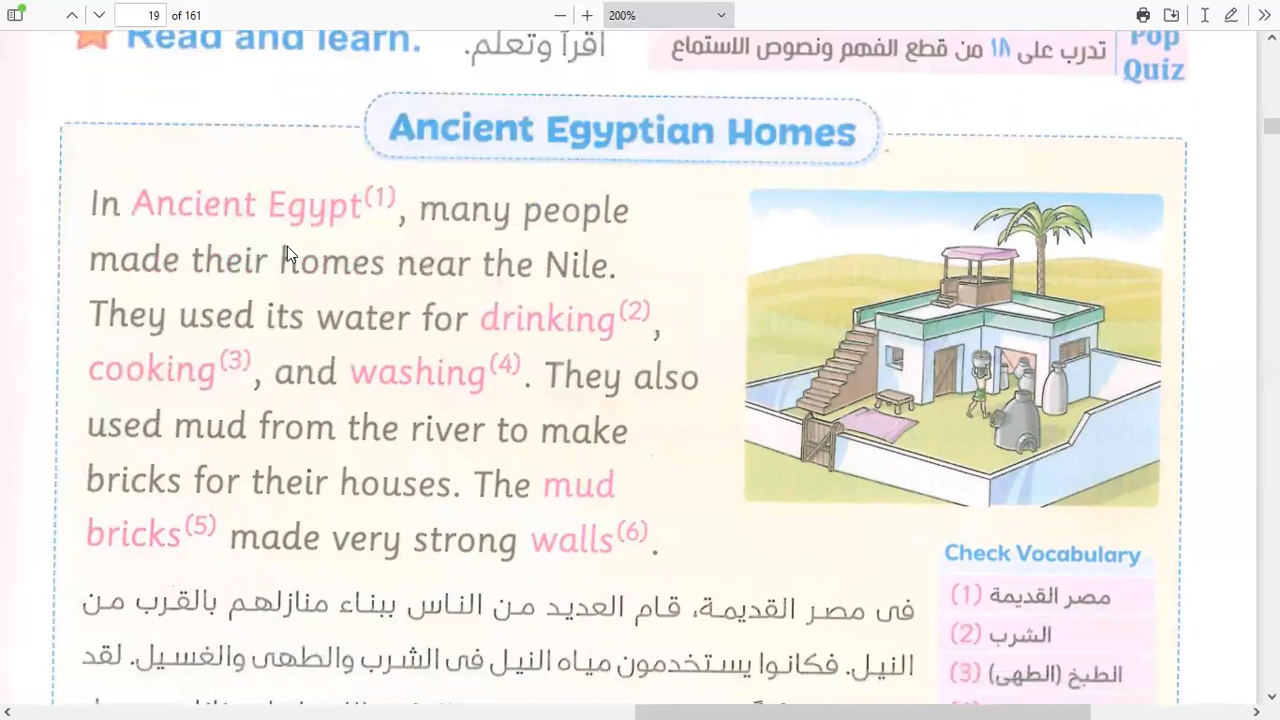 19 of 161
200%
Read and learn. اقرأ وتعلم.
تدرب على ١٨ من قطع الفهم ونصوص الاستماع
Pop
Quiz
Ancient Egyptian Homes
In Ancient Egypt(1), many people
made their homes near the Nile.
They used its water for drinking(2),
cooking(3), and washing(4). They also
used mud from the river to make
bricks for their houses. The mud
bricks(5) made very strong walls(6).
فى مصر القديمة، قام العديد من الناس ببناء منازلهم بالقرب من
النيل. فكانوا يستخدمون مياه النيل فى الشرب والطهى والغسيل. لقد
Check Vocabulary
(1) مصر القديمة
(2) الشرب
(3) الطبخ (الطهى)